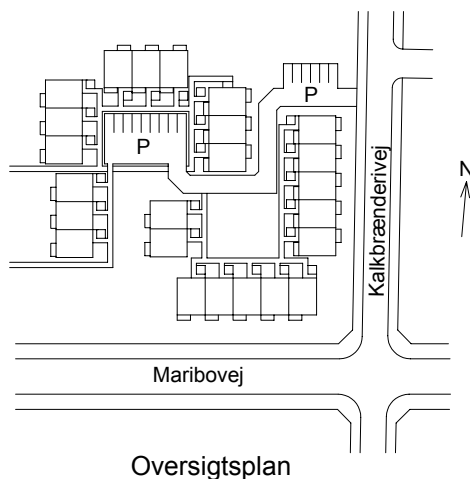 P
P
N
Kalkbrænderivej
Maribovej
Oversigtsplan